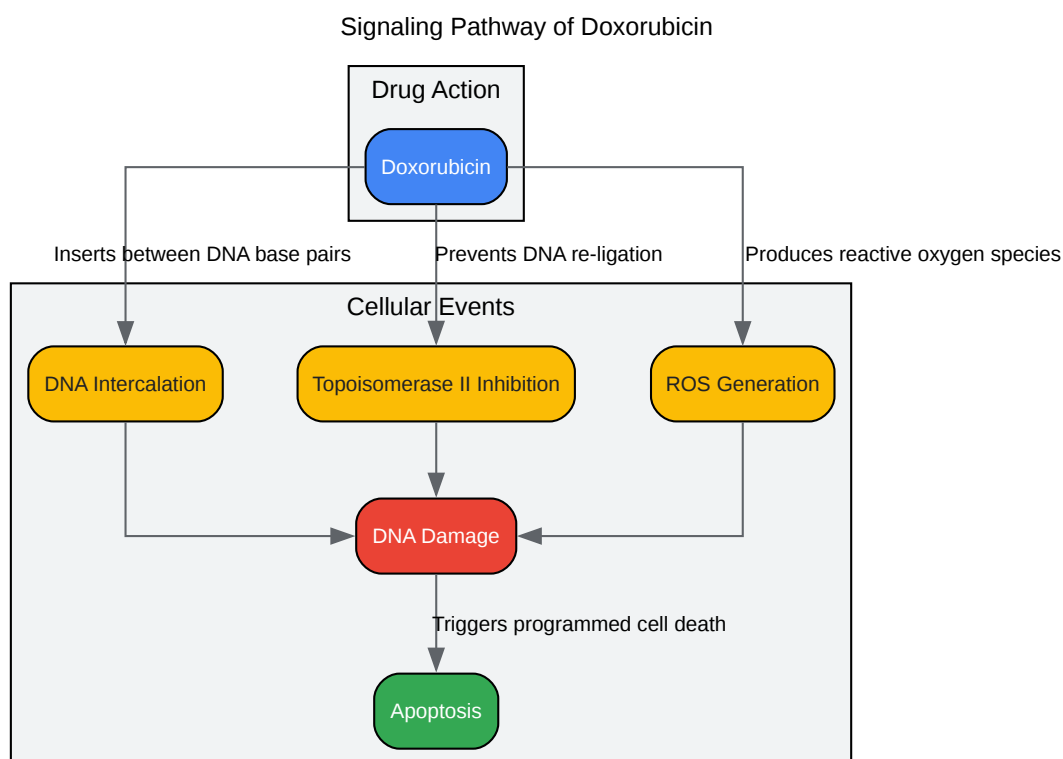 Signaling Pathway of Doxorubicin
Drug Action
Doxorubicin
Inserts between DNA base pairs
Prevents DNA re-ligation
Produces reactive oxygen species
Cellular Events
DNA Intercalation
Topoisomerase II Inhibition
ROS Generation
DNA Damage
Triggers programmed cell death
Apoptosis